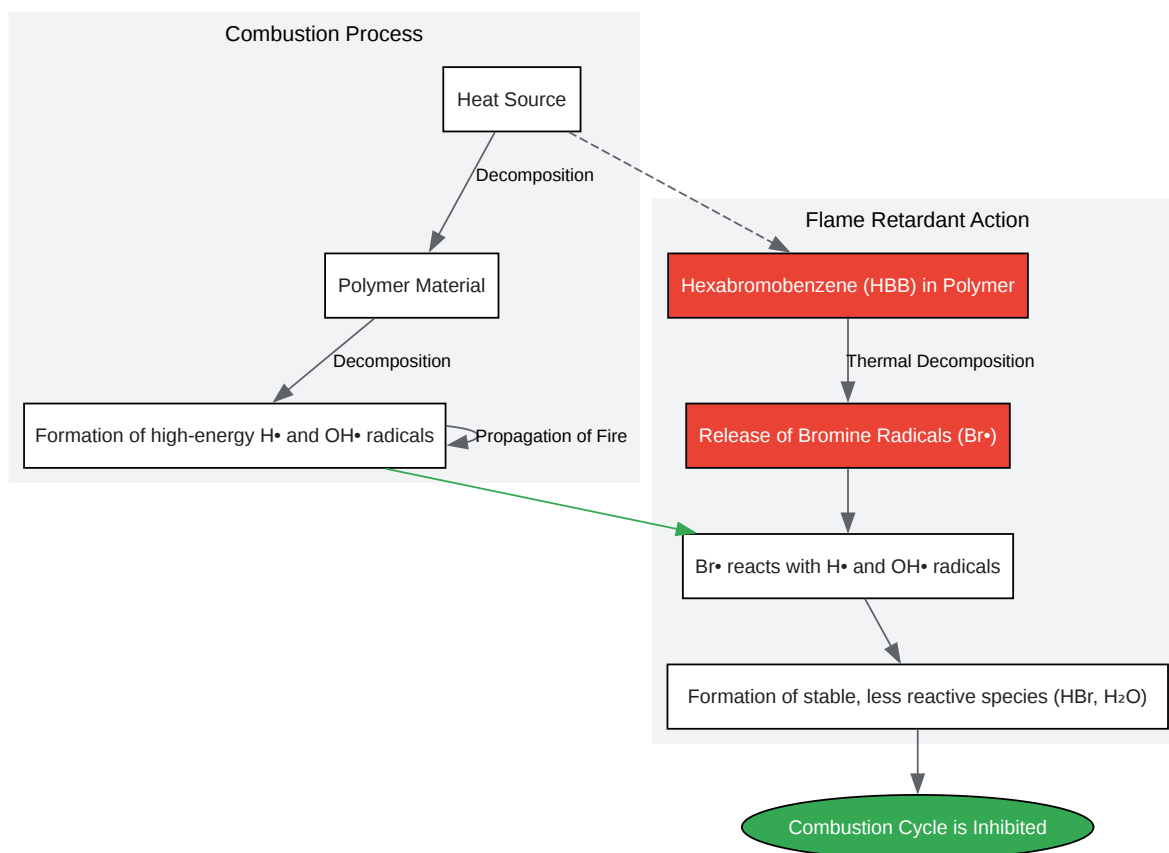 Combustion Process
Heat Source
Decomposition
Polymer Material
Decomposition
Formation of high-energy H• and OH• radicals
Propagation of Fire
Flame Retardant Action
Hexabromobenzene (HBB) in Polymer
Thermal Decomposition
Release of Bromine Radicals (Br•)
Br• reacts with H• and OH• radicals
Formation of stable, less reactive species (HBr, H₂O)
Combustion Cycle is Inhibited